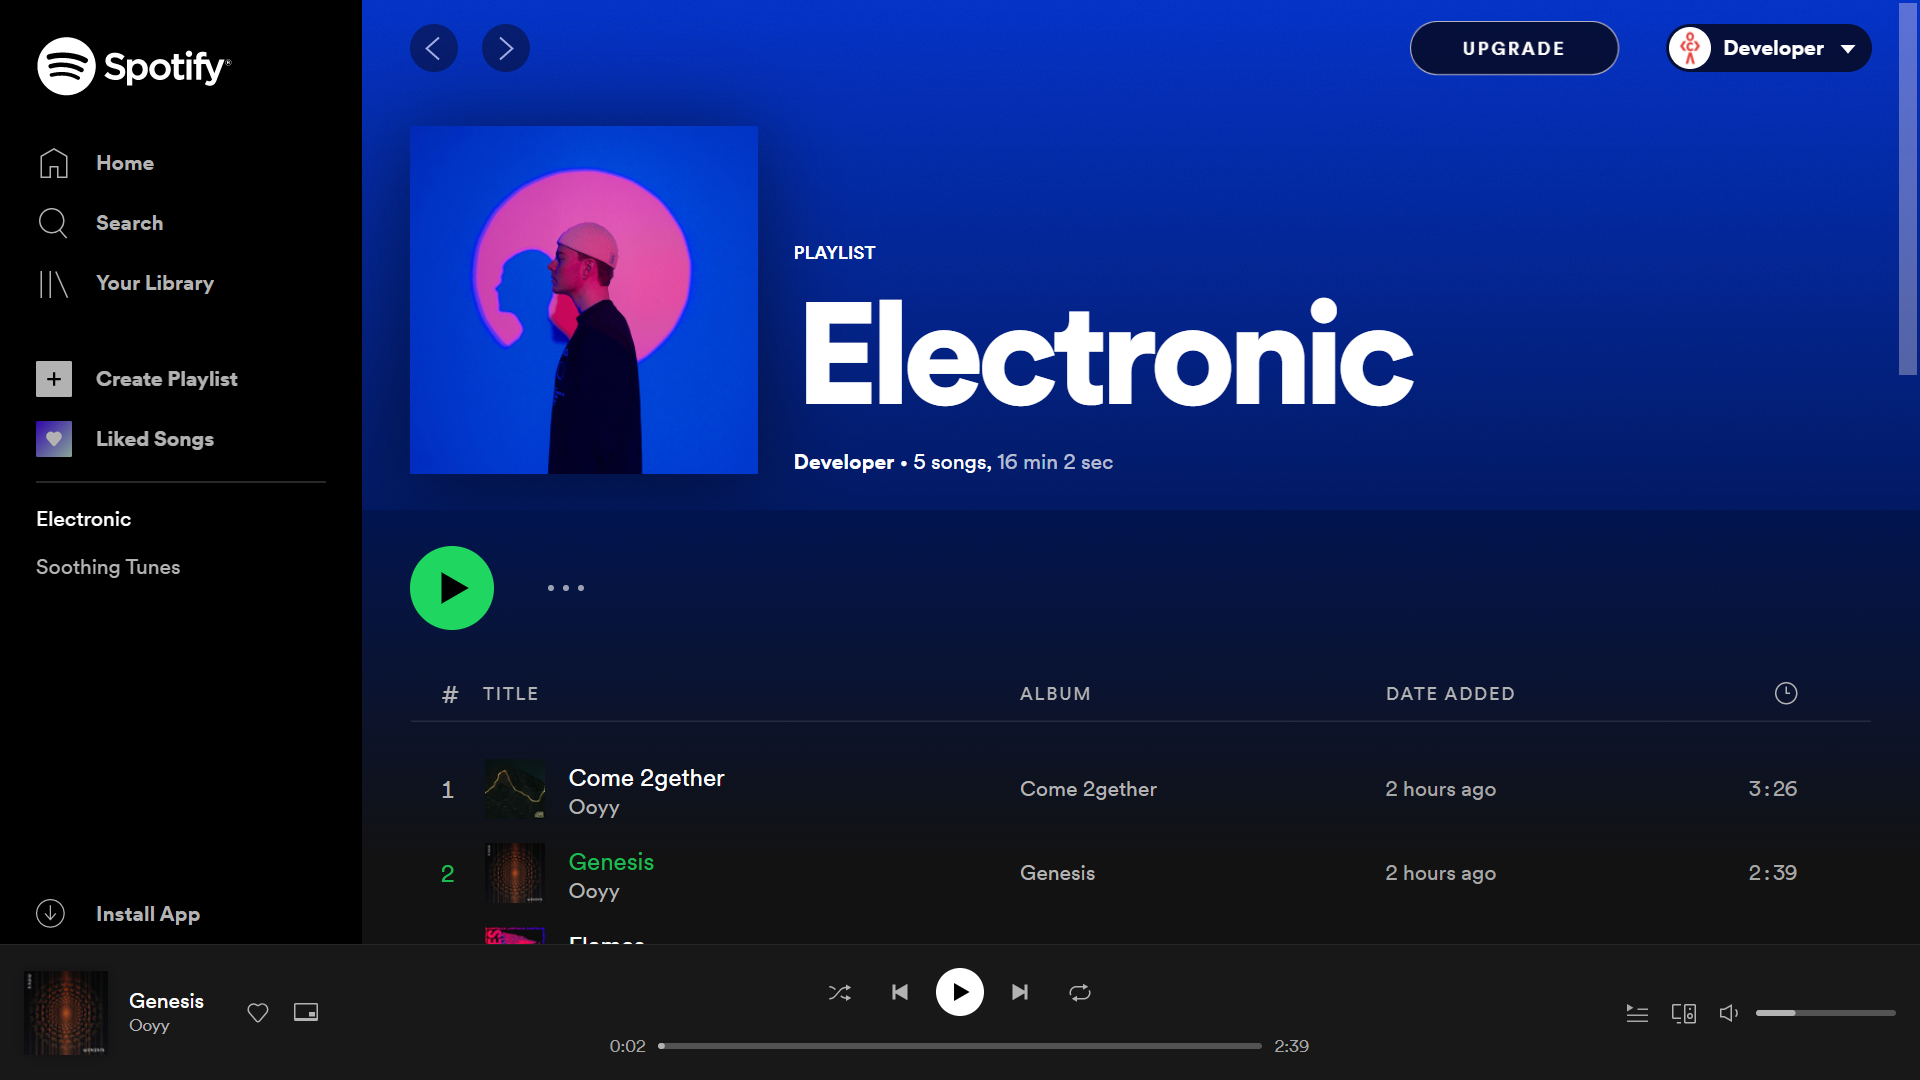 Spotify®
Home
Search
Your Library
Create Playlist
Liked Songs
Electronic
Soothing Tunes
Install App
UPGRADE
Developer
PLAYLIST
Electronic
Developer • 5 songs, 16 min 2 sec
# TITLE ALBUM DATE ADDED
1 Come 2gether Come 2gether 2 hours ago 3:26
Ooyy
2 Genesis Genesis 2 hours ago 2:39
Ooyy
Flames
Genesis
Ooyy
0:02 2:39